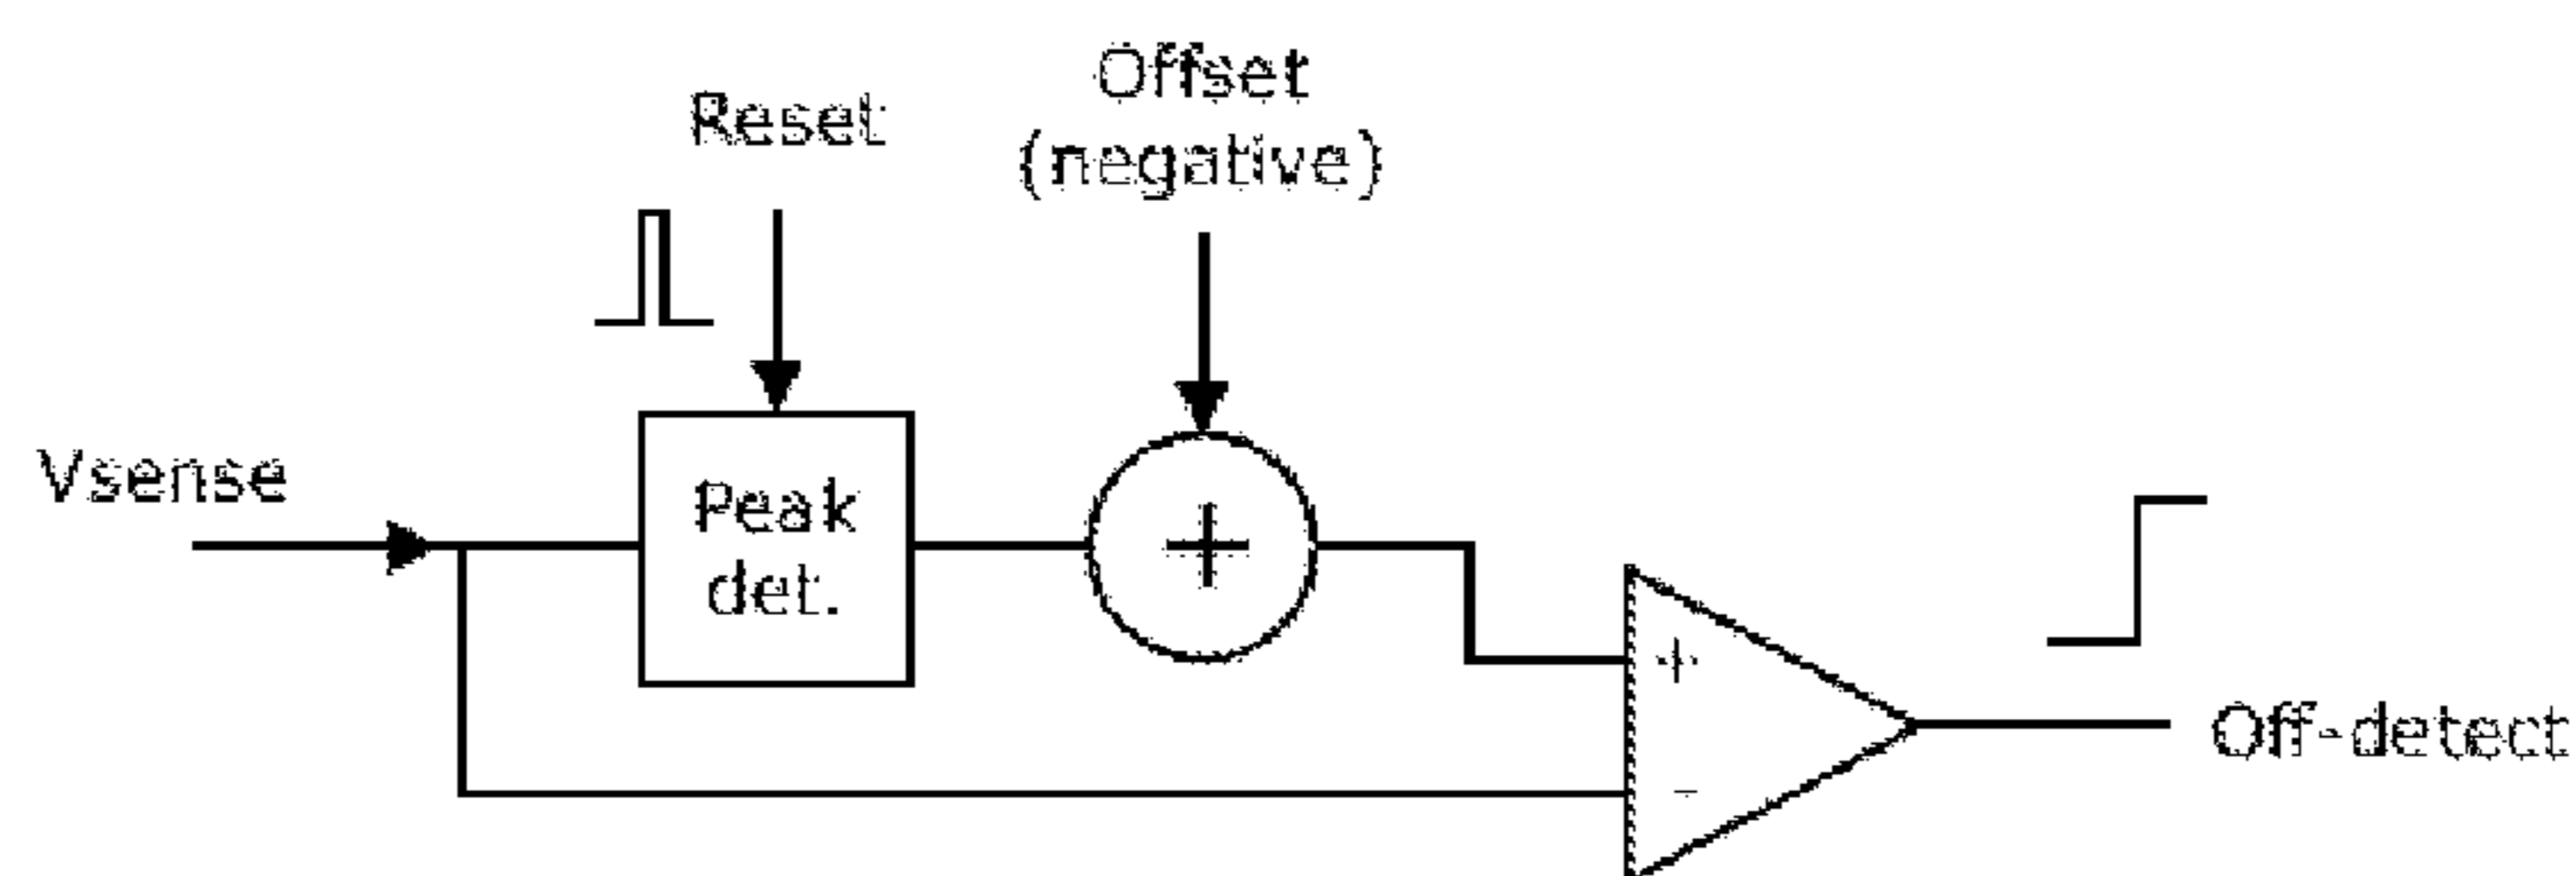 Offset
(negative)
Reset
Vsense
Peak
det.
+
+
-
Off-detect